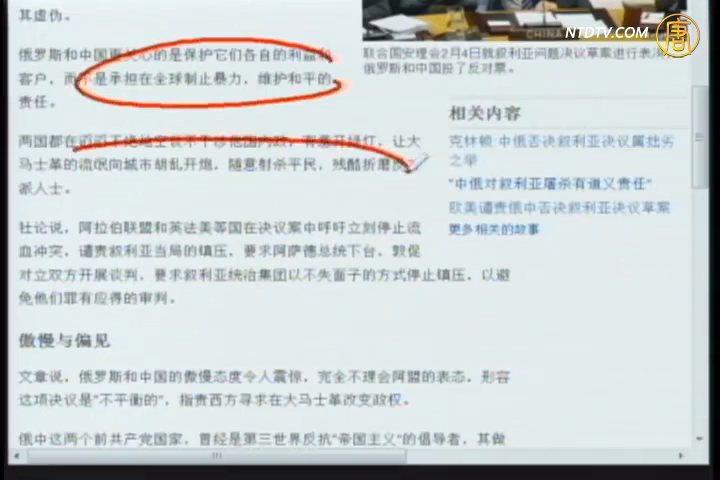 其虚伪。
俄罗斯和中国更关心的是保护它们各自的利益和
客户，而不是承担在全球制止暴力，维护和平的
责任。
两国都在滔滔不绝地空谈不干涉他国内政，有意开绿灯，让大
马士革的流氓向城市胡乱开炮，随意射杀平民，残酷折磨反
派人士。
社论说，阿拉伯联盟和英法美等国在决议案中呼吁立刻停止流
血冲突，谴责叙利亚当局的镇压，要求阿萨德总统下台，敦促
对立双方开展谈判，要求叙利亚统治集团以不失面子的方式停止镇压，以避
免他们罪有应得的审判。
傲慢与偏见
文章说，俄罗斯和中国的傲慢态度令人震惊，完全不理会阿盟的表态，形容
这项决议是"不平衡的"，指责西方寻求在大马士革改变政权。
俄中这两个前共产党国家，曾经是第三世界反抗"帝国主义"的倡导者，其做
CHINA
NTDTV.COM
唐
联合国安理会2月4日就叙利亚问题决议草案进行表决
俄罗斯和中国投了反对票。
相关内容
克林顿:中俄否决叙利亚决议属拙劣
之举
"中俄对叙利亚屠杀有道义责任"
欧美谴责俄中否决叙利亚决议草案
更多相关的故事